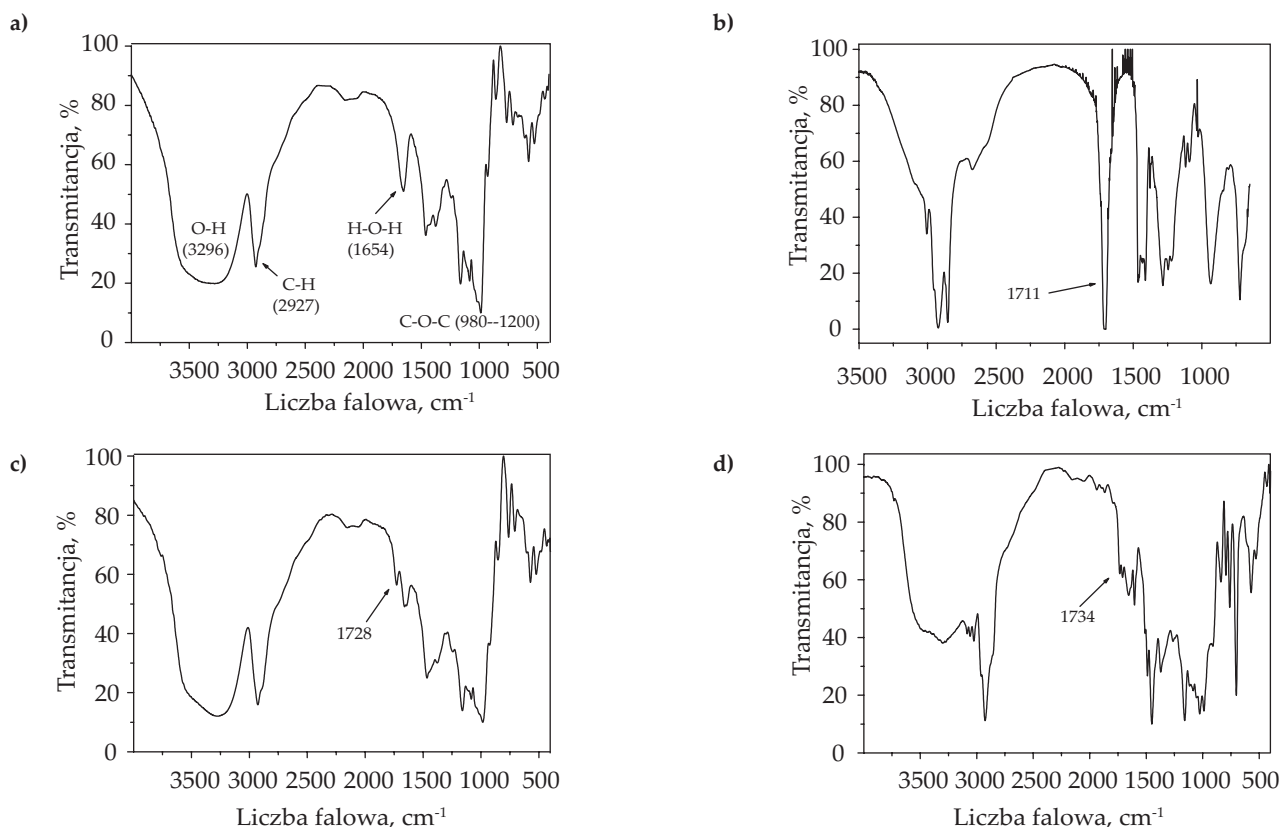 a)
100
80
60
40
20
0
Transmitancja, %
O-H
(3296)
C-H
(2927)
H-O-H
(1654)
C-O-C (980--1200)
3500 3000 2500 2000 1500 1000 500
Liczba falowa, cm-1
b)
100
80
60
40
20
0
Transmitancja, %
1711
3500 3000 2500 2000 1500 1000
Liczba falowa, cm-1
c)
100
80
60
40
20
0
Transmitancja, %
1728
3500 3000 2500 2000 1500 1000 500
Liczba falowa, cm-1
d)
100
80
60
40
20
0
Transmitancja, %
1734
3500 3000 2500 2000 1500 1000 500
Liczba falowa, cm-1